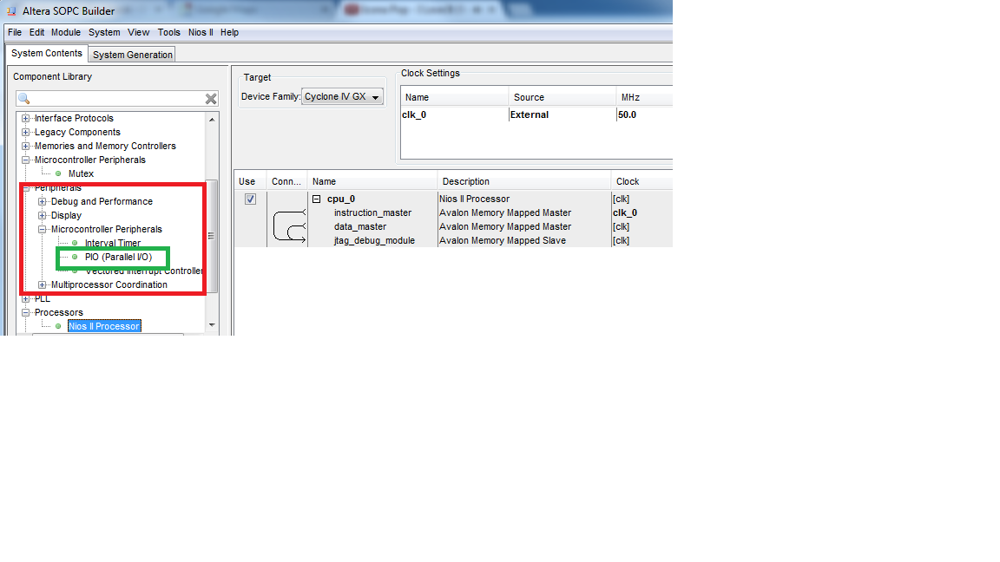 Altera SOPC Builder
File Edit Module System View Tools Nios II Help
System Contents System Generation
Component Library
Interface Protocols
Legacy Components
Memories and Memory Controllers
Microcontroller Peripherals
Mutex
Peripherals
Debug and Performance
Display
Microcontroller Peripherals
Interval Timer
PIO (Parallel I/O)
Vectored Interrupt Controller
Multiprocessor Coordination
PLL
Processors
Nios II Processor
Target
Device Family: Cyclone IV GX
Clock Settings
Name Source MHz
clk_0 External 50.0
Use Conn... Name Description Clock
cpu_0 Nios II Processor [clk]
instruction_master Avalon Memory Mapped Master clk_0
data_master Avalon Memory Mapped Master [clk]
jtag_debug_module Avalon Memory Mapped Slave [clk]